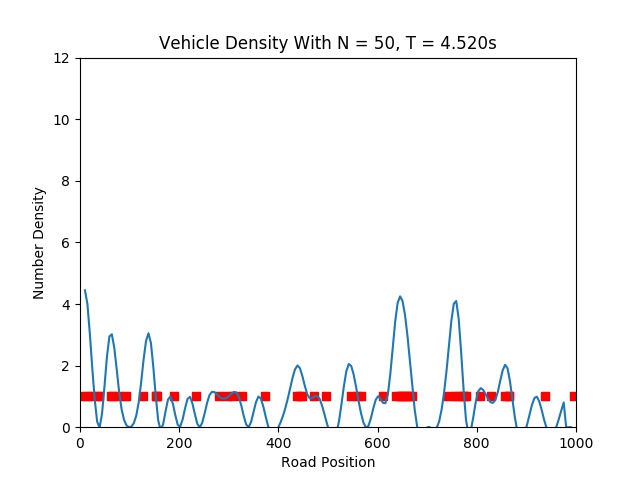 Vehicle Density With N = 50, T = 4.520s
12
10
8
6
4
2
0
Number Density
0 200 400 600 800 1000
Road Position